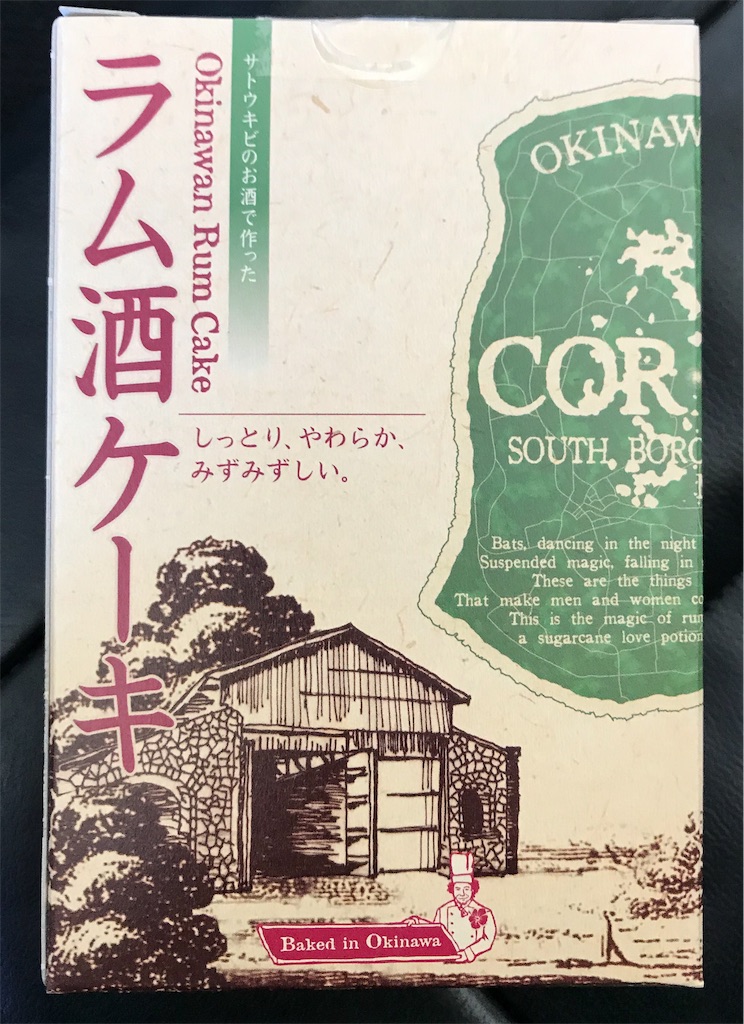 サトウキビのお酒で作った
Okinawan Rum Cake
ラム酒ケーキ
しっとり、やわらか、
みずみずしい。
OKINAW
COR
SOUTH BORO
Bats, dancing in the night
Suspended magic, falling in
These are the things
That make men and women co
This is the magic of rum
a sugarcane love potion
Baked in Okinawa